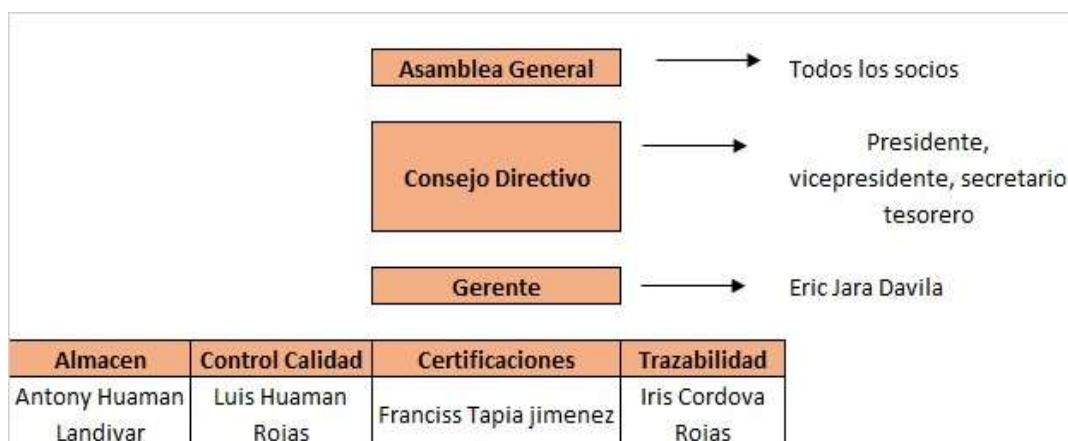 Asamblea General
Todos los socios
Consejo Directivo
Presidente,
vicepresidente, secretario
tesorero
Gerente
Eric Jara Davila
Almacen
Control Calidad
Certificaciones
Trazabilidad
Antony Huaman
Landivar
Luis Huaman
Rojas
Franciss Tapia jimenez
Iris Cordova
Rojas